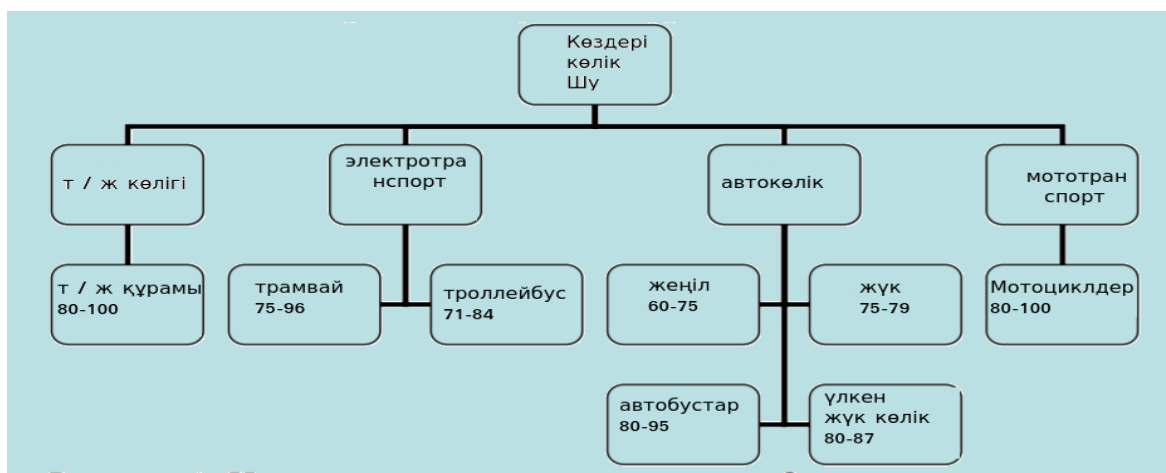 Көздері
көлік
Шу
т / ж көлігі
электротра
нспорт
автокөлік
мототран
спорт
т / ж құрамы
80-100
трамвай
75-96
троллейбус
71-84
жеңіл
60-75
жүк
75-79
Мотоциклдер
80-100
автобустар
80-95
үлкен
жүк көлік
80-87